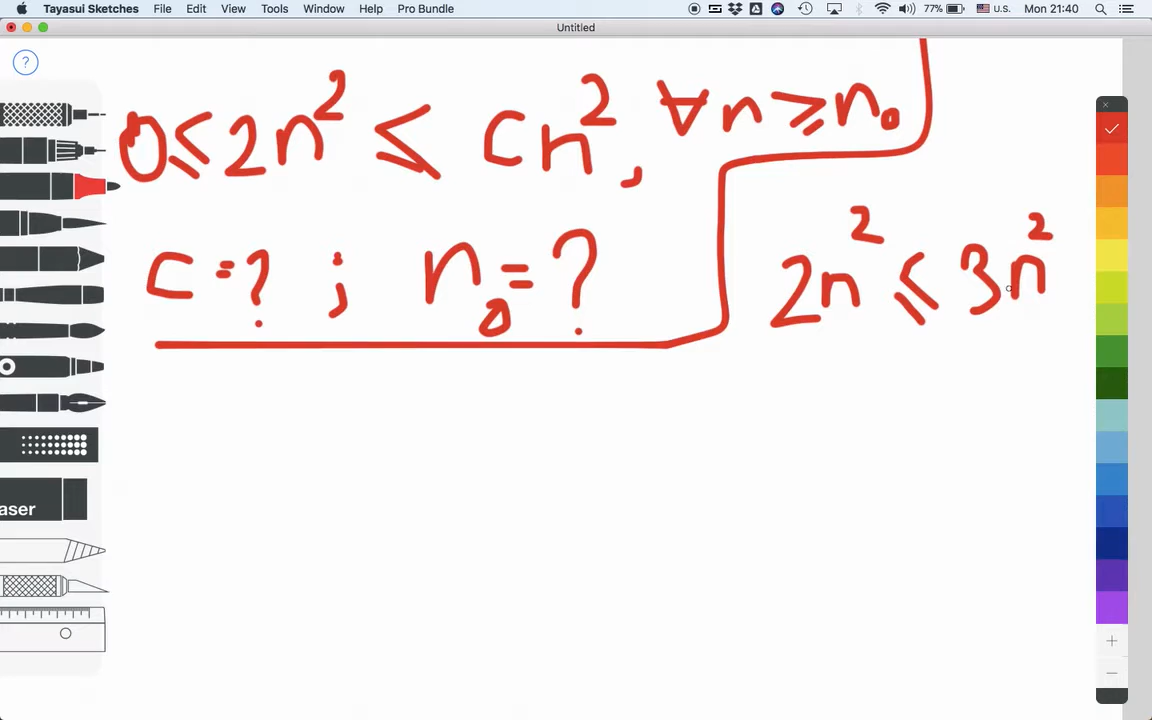 Tayasui Sketches File Edit View Tools Window Help Pro Bundle 77% U.S. Mon 21:40
Untitled
?
0 ≤ 2n² ≤ cn², ∀n ≥ n₀
c = ? ; n₀ = ?
2n² ≤ 3n²
aser